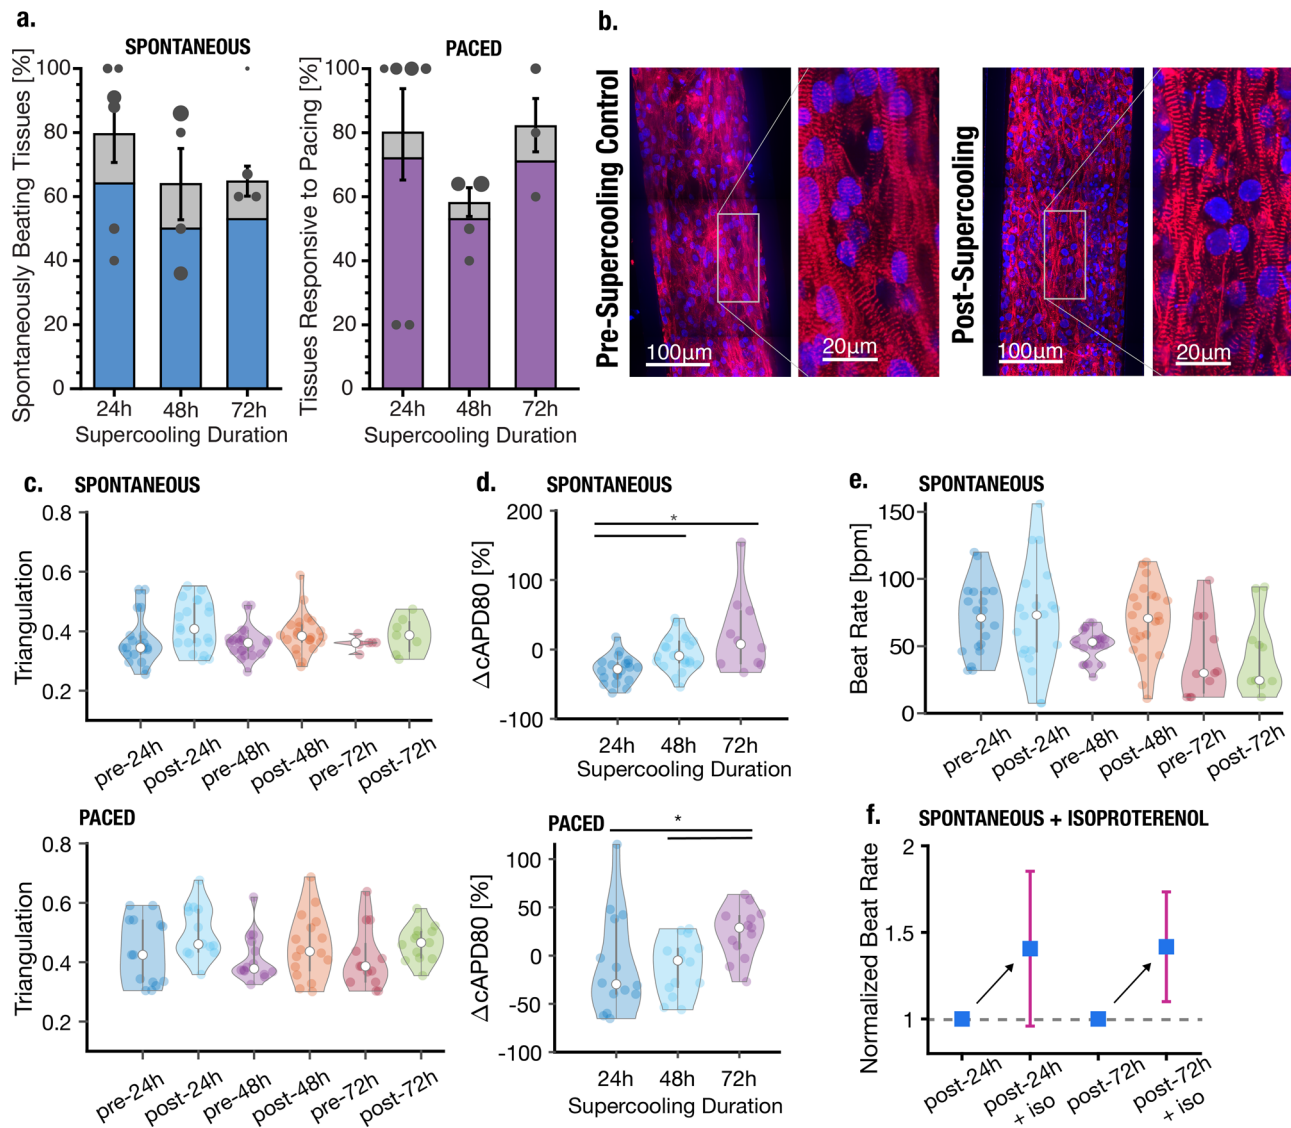 a.
SPONTANEOUS
Spontaneously Beating Tissues [%]
100
80
60
40
20
0
24h
48h
72h
Supercooling Duration
PACED
Tissues Responsive to Pacing [%]
100
80
60
40
20
0
24h
48h
72h
Supercooling Duration
b.
Pre-Supercooling Control
100µm
20µm
Post-Supercooling
100µm
20µm
c.
SPONTANEOUS
Triangulation
0.8
0.6
0.4
0.2
pre-24h
post-24h
pre-48h
post-48h
pre-72h
post-72h
PACED
Triangulation
0.8
0.6
0.4
0.2
pre-24h
post-24h
pre-48h
post-48h
pre-72h
post-72h
d.
SPONTANEOUS
ΔcAPD80 [%]
200
100
0
-100
*
24h
48h
72h
Supercooling Duration
PACED
ΔcAPD80 [%]
100
50
0
-50
-100
*
24h
48h
72h
Supercooling Duration
e.
SPONTANEOUS
Beat Rate [bpm]
150
100
50
0
pre-24h
post-24h
pre-48h
post-48h
pre-72h
post-72h
f.
SPONTANEOUS + ISOPROTERENOL
Normalized Beat Rate
2
1.5
1
post-24h
post-24h
+ iso
post-72h
post-72h
+ iso